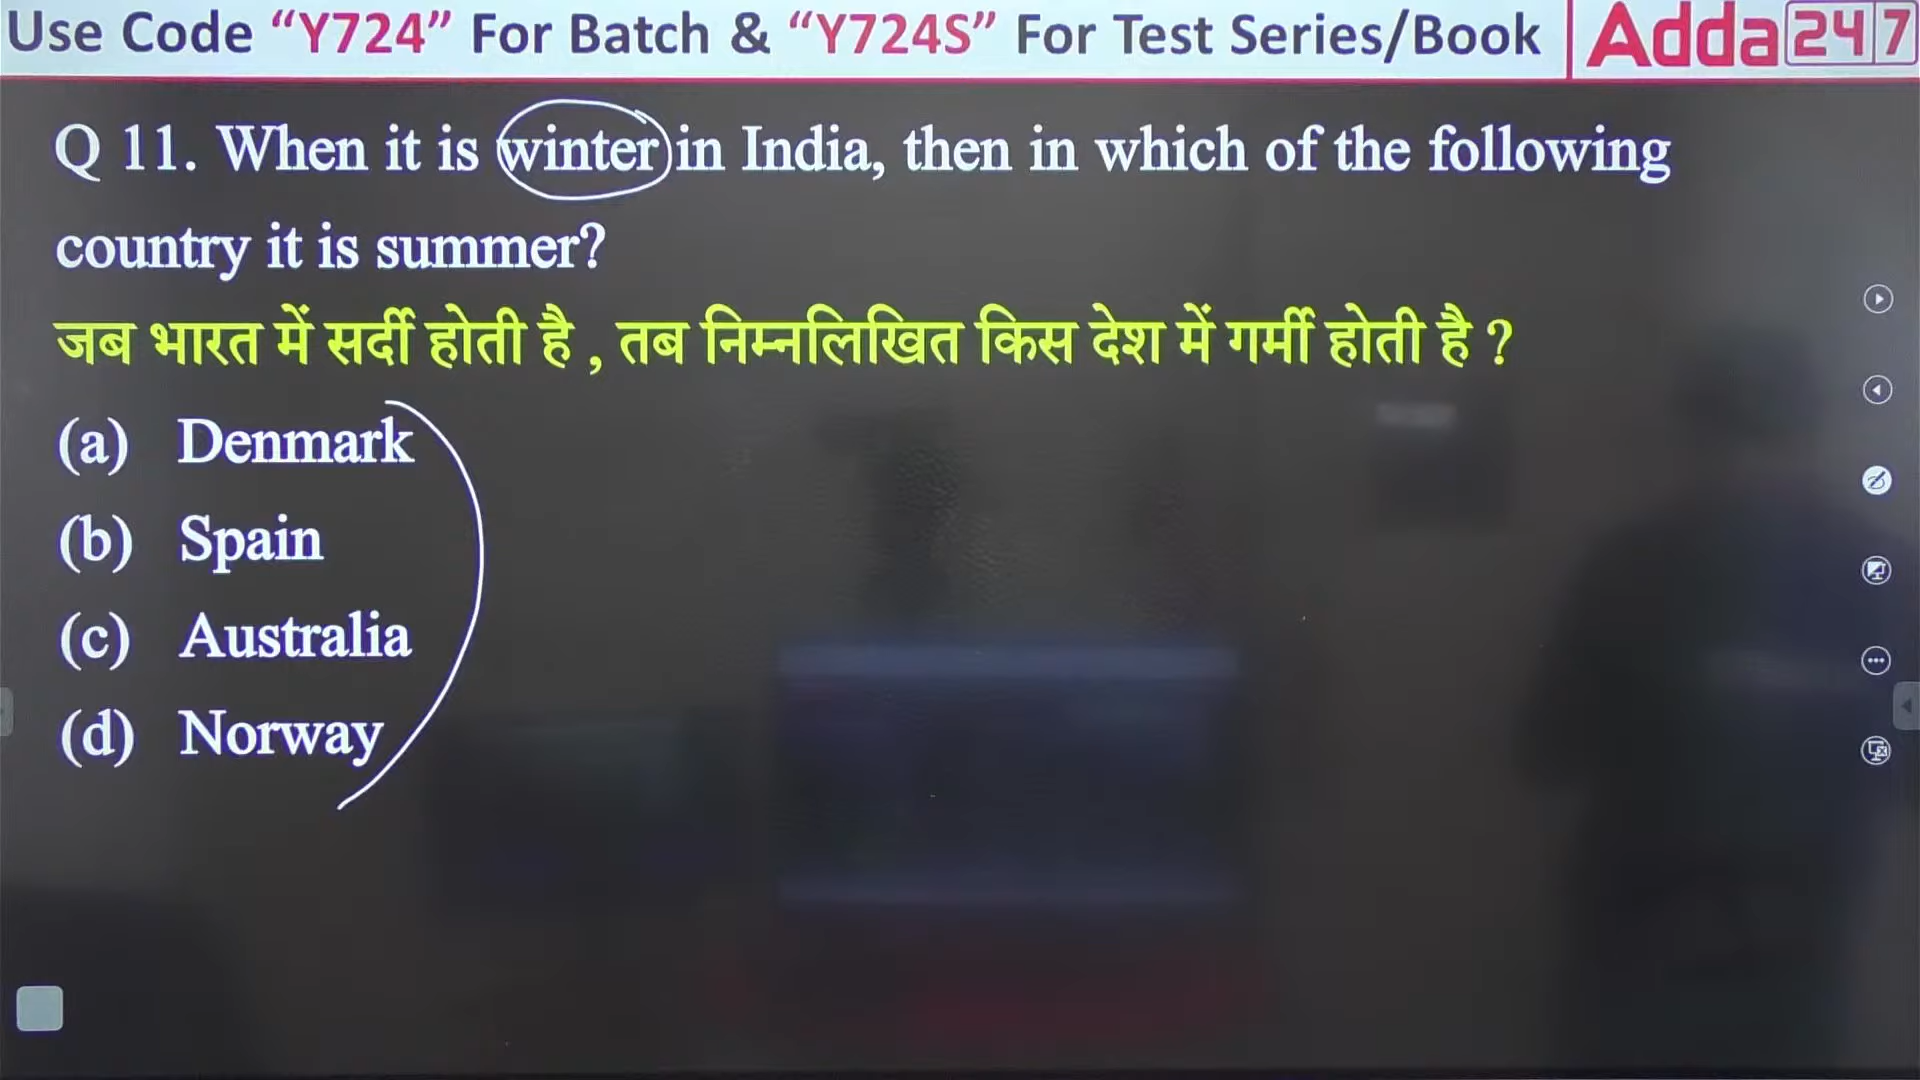 Use Code “Y724” For Batch & “Y724S” For Test Series/Book
Adda247
Q 11. When it is winter in India, then in which of the following
country it is summer?
जब भारत में सर्दी होती है , तब निम्नलिखित किस देश में गर्मी होती है ?
(a) Denmark
(b) Spain
(c) Australia
(d) Norway